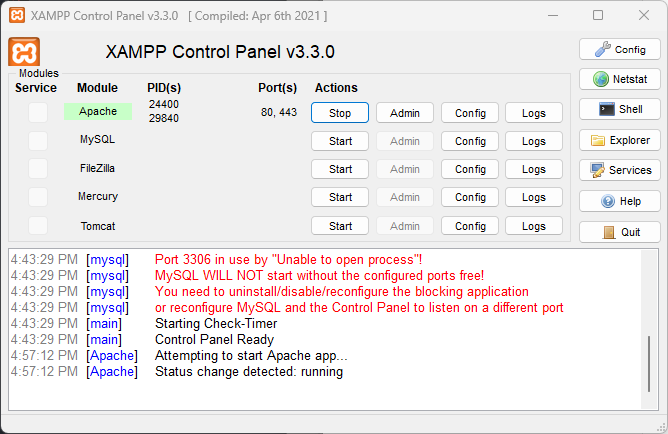 XAMPP Control Panel v3.3.0 [ Compiled: Apr 6th 2021 ]
XAMPP Control Panel v3.3.0
Config
Modules
Service Module PID(s) Port(s) Actions
Netstat
Apache 24400 80, 443 Stop Admin Config Logs
29840
Shell
MySQL Start Admin Config Logs
Explorer
FileZilla Start Admin Config Logs
Services
Mercury Start Admin Config Logs
Help
Tomcat Start Admin Config Logs
Quit
4:43:29 PM [mysql] Port 3306 in use by "Unable to open process"!
4:43:29 PM [mysql] MySQL WILL NOT start without the configured ports free!
4:43:29 PM [mysql] You need to uninstall/disable/reconfigure the blocking application
4:43:29 PM [mysql] or reconfigure MySQL and the Control Panel to listen on a different port
4:43:29 PM [main] Starting Check-Timer
4:43:29 PM [main] Control Panel Ready
4:57:12 PM [Apache] Attempting to start Apache app...
4:57:12 PM [Apache] Status change detected: running